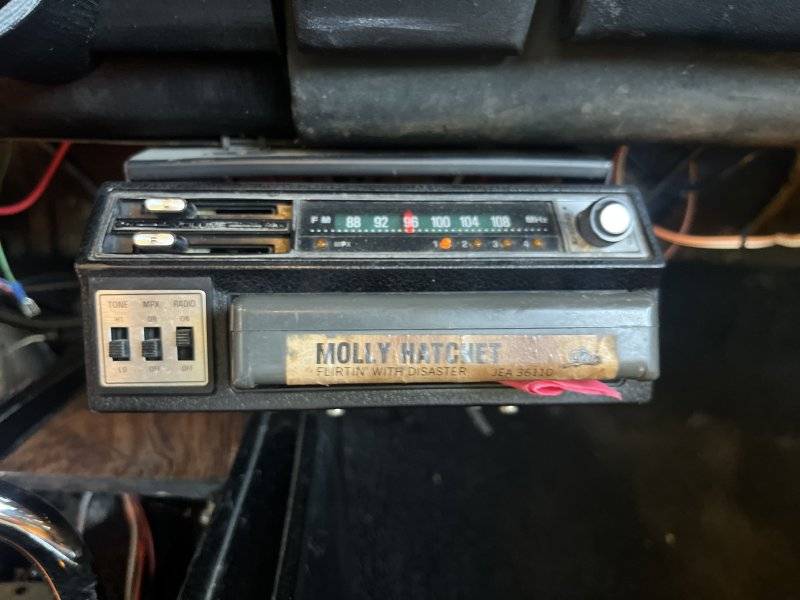 FM 88 92 96 100 104 108 MHz
MPX 1 2 3 4
TONE MPX RADIO
HI ON ON
LO OFF OFF
MOLLY HATCHET
"FLIRTIN' WITH DISASTER JEA 36110